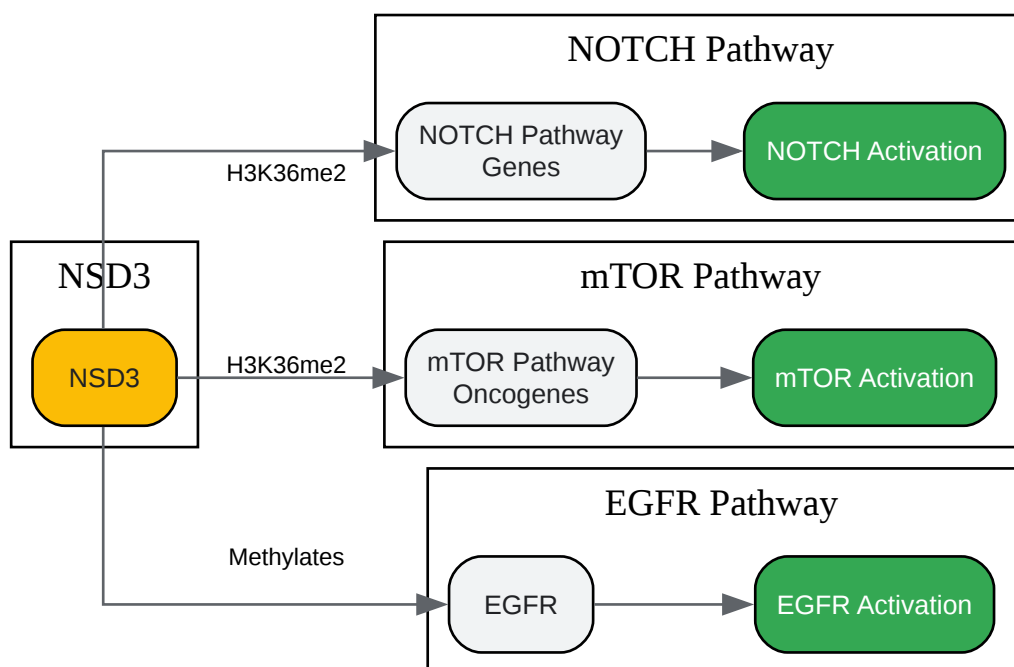 NOTCH Pathway
NOTCH Pathway
Genes
NOTCH Activation
H3K36me2
NSD3
NSD3
mTOR Pathway
H3K36me2
mTOR Pathway
Oncogenes
mTOR Activation
EGFR Pathway
Methylates
EGFR
EGFR Activation